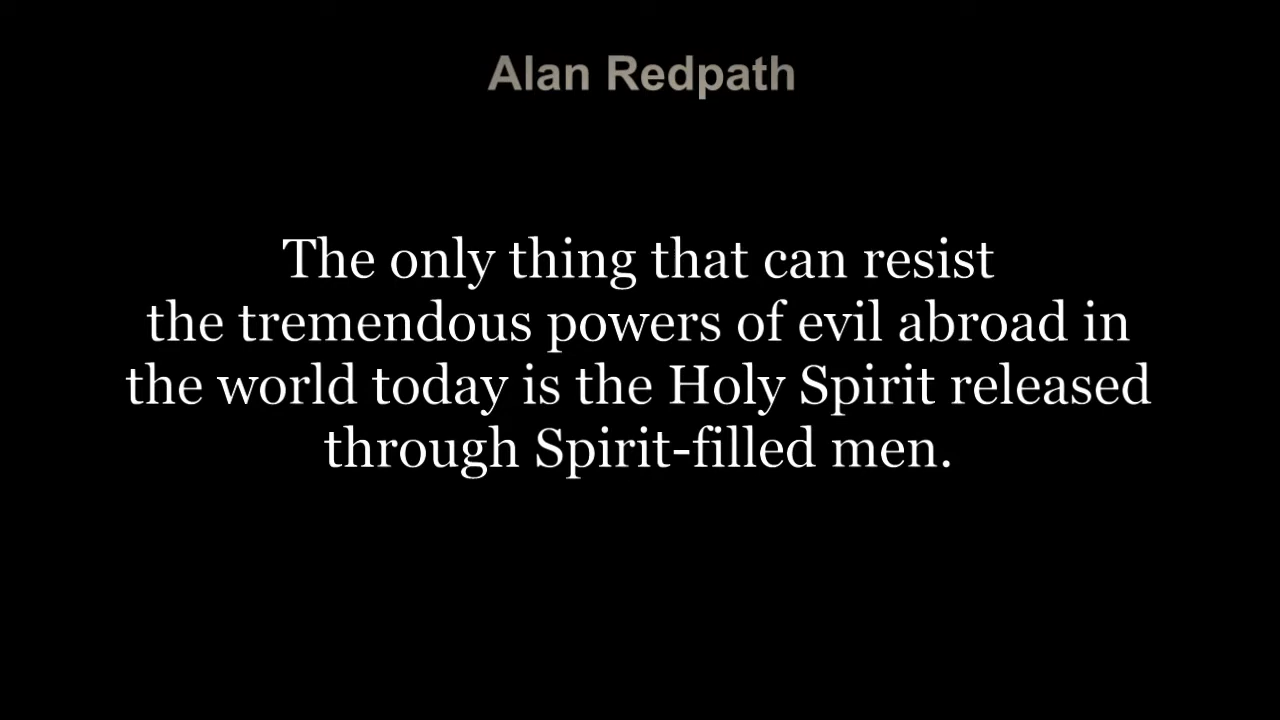 Alan Redpath
The only thing that can resist
the tremendous powers of evil abroad in
the world today is the Holy Spirit released
through Spirit-filled men.